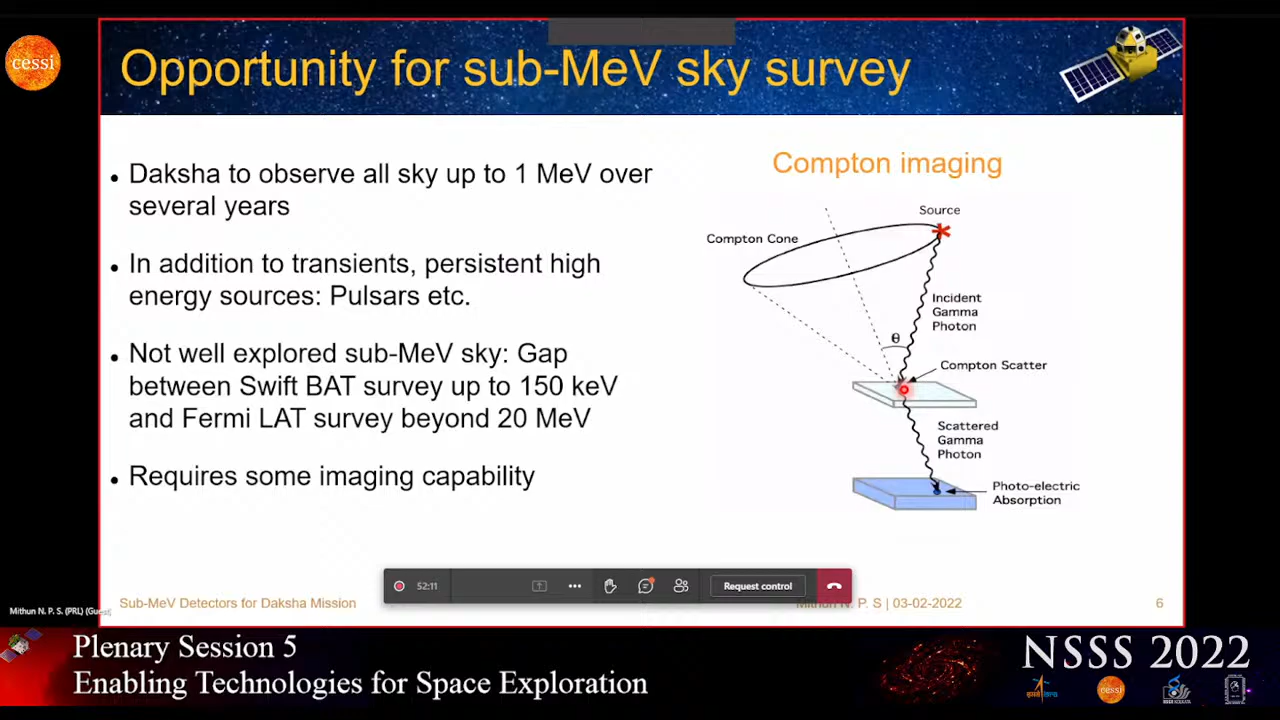 cessi
Opportunity for sub-MeV sky survey
• Daksha to observe all sky up to 1 MeV over
several years
• In addition to transients, persistent high
energy sources: Pulsars etc.
• Not well explored sub-MeV sky: Gap
between Swift BAT survey up to 150 keV
and Fermi LAT survey beyond 20 MeV
• Requires some imaging capability
Compton imaging
Source
Compton Cone
Incident
Gamma
Photon
θ
Compton Scatter
Scattered
Gamma
Photon
Photo-electric
Absorption
52:11
Request control
Mithun N. P. S. (PRL) (Guest)
Sub-MeV Detectors for Daksha Mission
Mithun N. P. S | 03-02-2022
6
Plenary Session 5
Enabling Technologies for Space Exploration
NSSS 2022
cessi